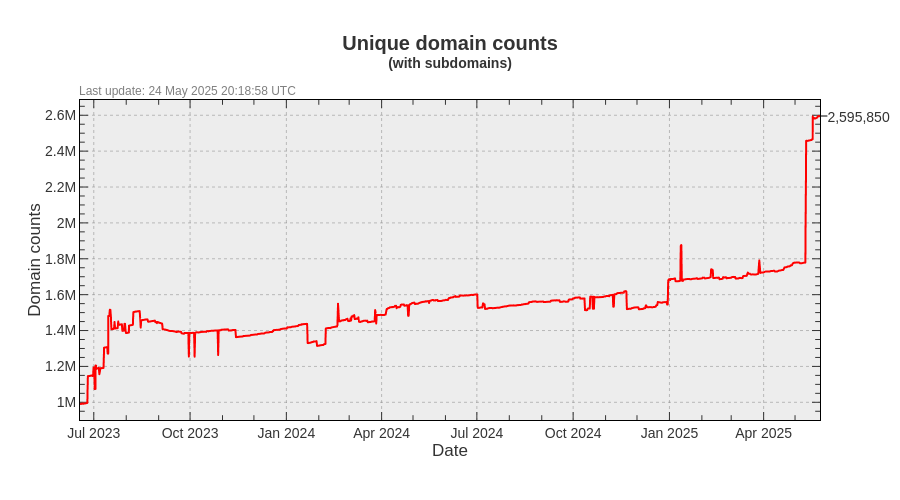 Unique domain counts
(with subdomains)
Last update: 24 May 2025 20:18:58 UTC
2.6M
2,595,850
2.4M
2.2M
2M
1.8M
1.6M
1.4M
1.2M
1M
Domain counts
Jul 2023 Oct 2023 Jan 2024 Apr 2024 Jul 2024 Oct 2024 Jan 2025 Apr 2025
Date